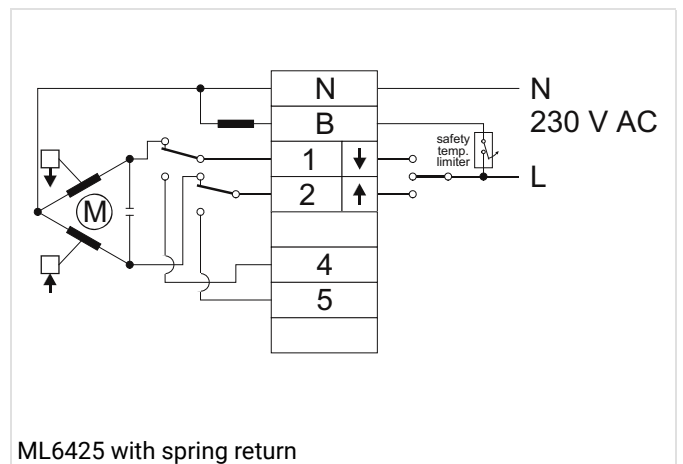 N
N
B
230 V AC
safety
temp.
limiter
1 ↓
L
2 ↑
M
4
5
ML6425 with spring return